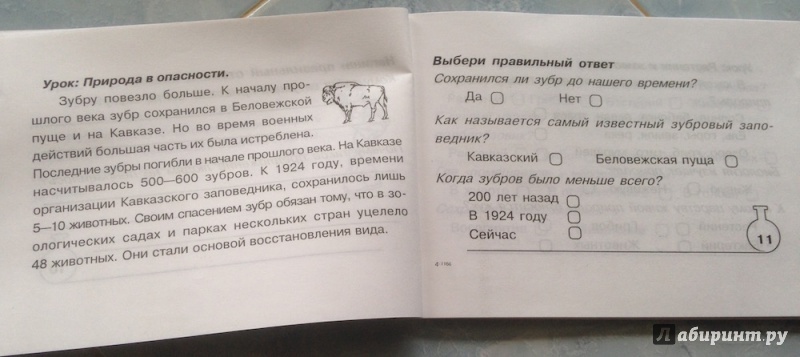 Урок: Природа в опасности.
Зубру повезло больше. К началу про-
шлого века зубр сохранился в Беловежской
пуще и на Кавказе. Но во время военных
действий большая часть их была истреблена.
Последние зубры погибли в начале прошлого века. На Кавказе
насчитывалось 500—600 зубров. К 1924 году, времени
организации Кавказского заповедника, сохранилось лишь
5—10 животных. Своим спасением зубр обязан тому, что в зо-
ологических садах и парках нескольких стран уцелело
48 животных. Они стали основой восстановления вида.
Выбери правильный ответ
Сохранился ли зубр до нашего времени?
Да Нет
Как называется самый известный зубровый запо-
ведник?
Кавказский Беловежская пуща
Когда зубров было меньше всего?
200 лет назад
В 1924 году
Сейчас
11
лабиринт.ру